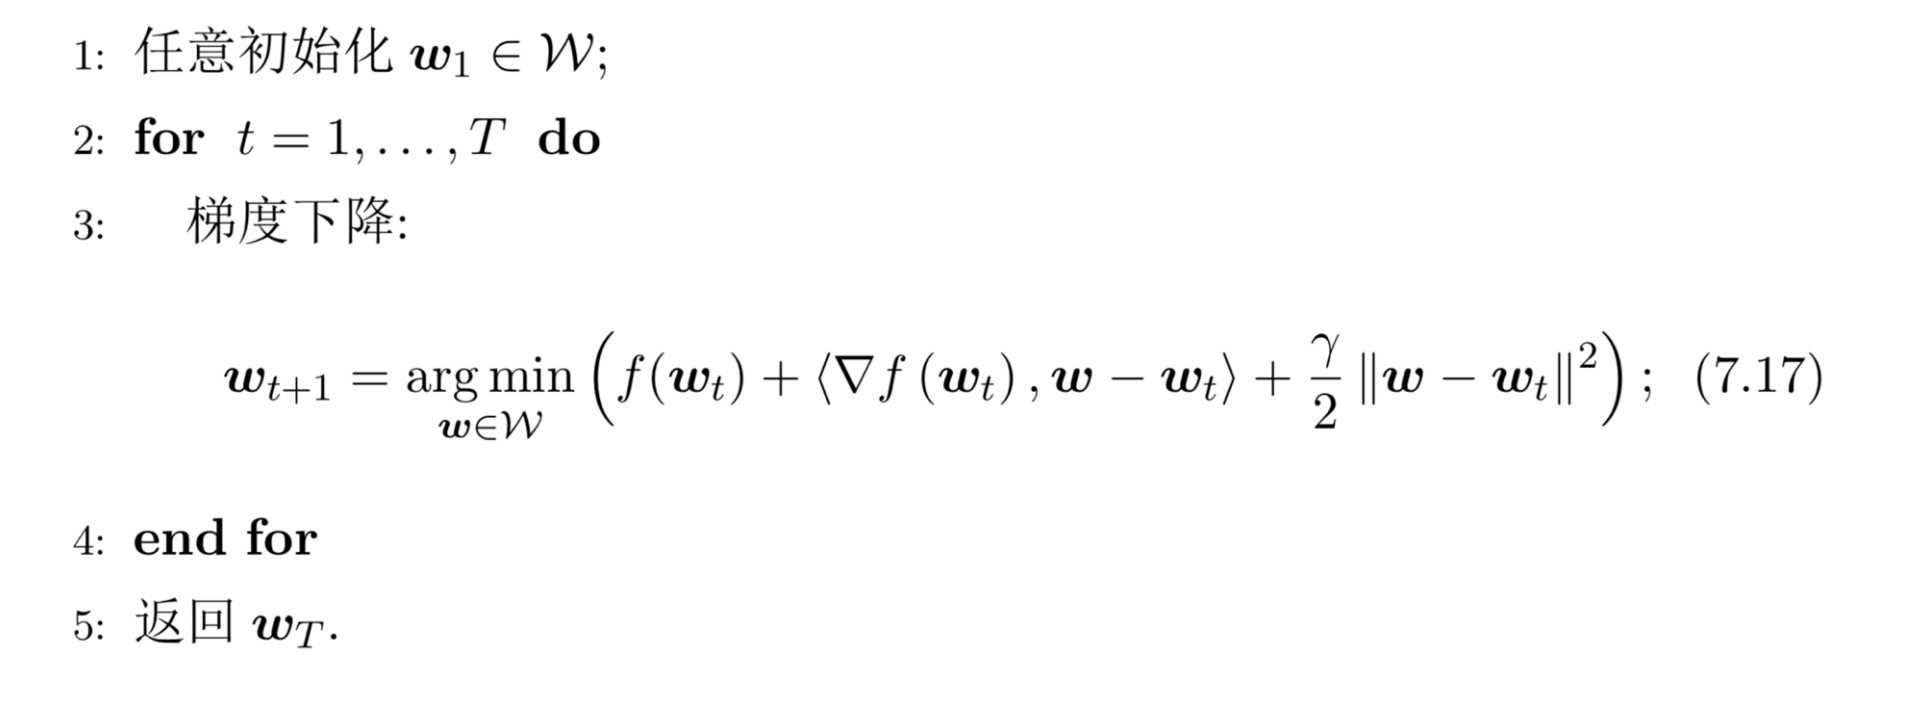 1: 任意初始化 w₁ ∈ 𝒲;
2: for t = 1, . . . , T do
3: 梯度下降:
w_{t+1} = arg min_{w∈𝒲} ( f(w_t) + ⟨∇f (w_t) , w − w_t⟩ + γ/2 ‖w − w_t‖² ) ; (7.17)
4: end for
5: 返回 w_T.